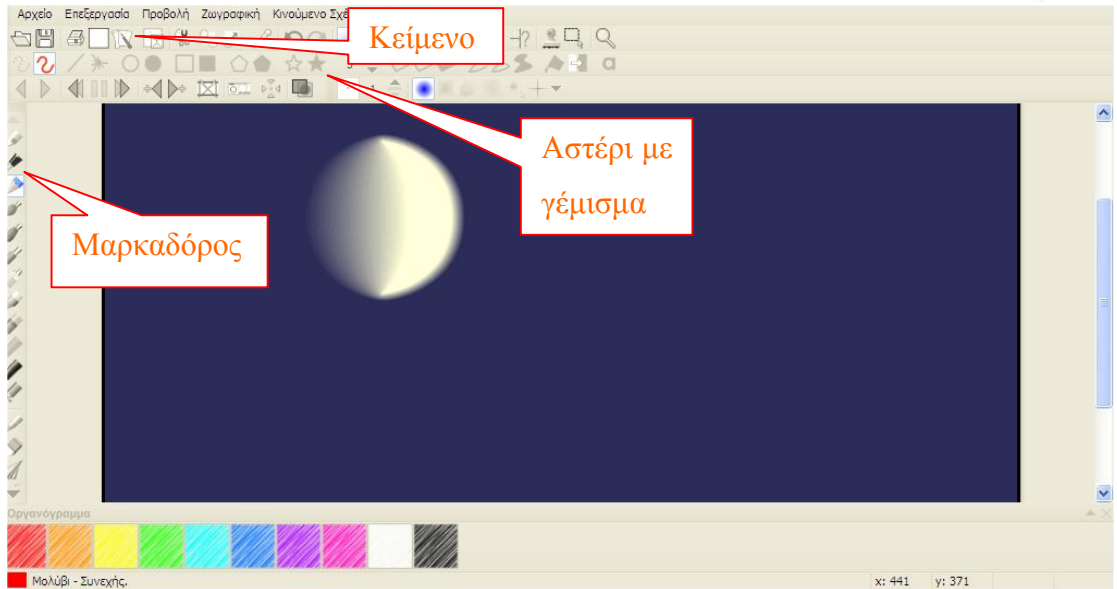 Αρχείο Επεξεργασία Προβολή Ζωγραφική Κινούμενο Σχέ
Κείμενο
Αστέρι με
γέμισμα
Μαρκαδόρος
Οργανόγραμμα
Μολύβι - Συνεχής.
x: 441 y: 371